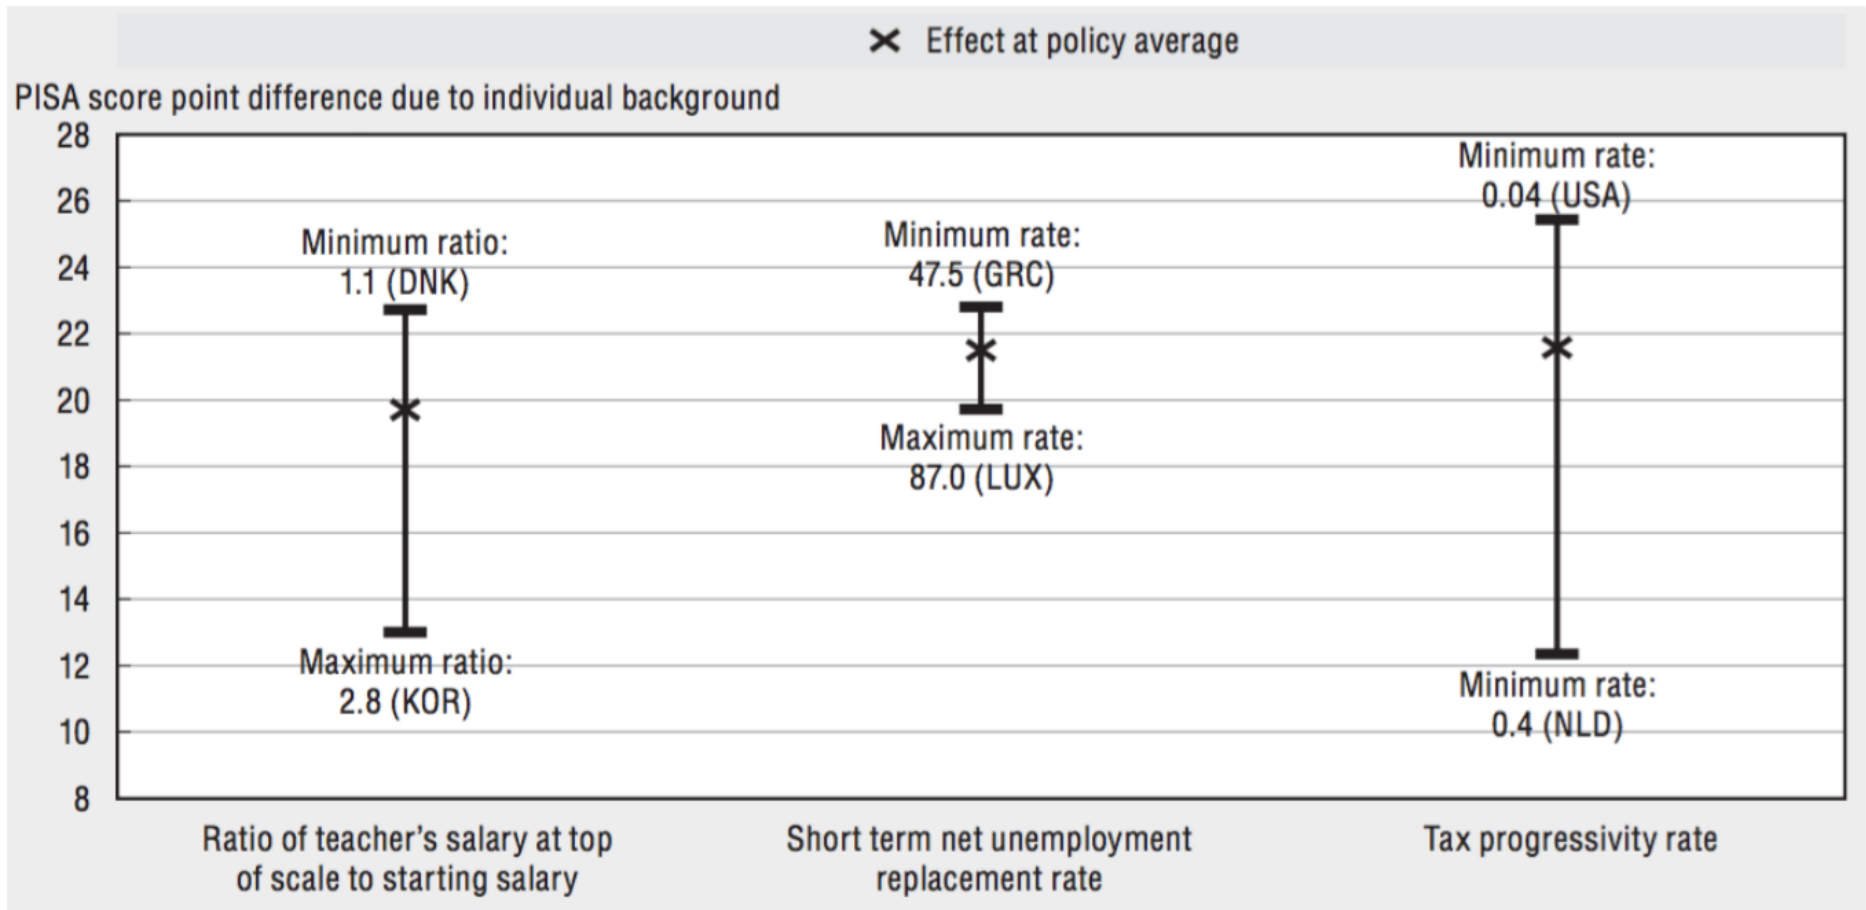 Effect at policy average
PISA score point difference due to individual background
28
26
24
22
20
18
16
14
12
10
8
Minimum ratio:
1.1 (DNK)
Maximum ratio:
2.8 (KOR)
Minimum rate:
47.5 (GRC)
Maximum rate:
87.0 (LUX)
Minimum rate:
0.04 (USA)
Minimum rate:
0.4 (NLD)
Ratio of teacher's salary at top
of scale to starting salary
Short term net unemployment
replacement rate
Tax progressivity rate